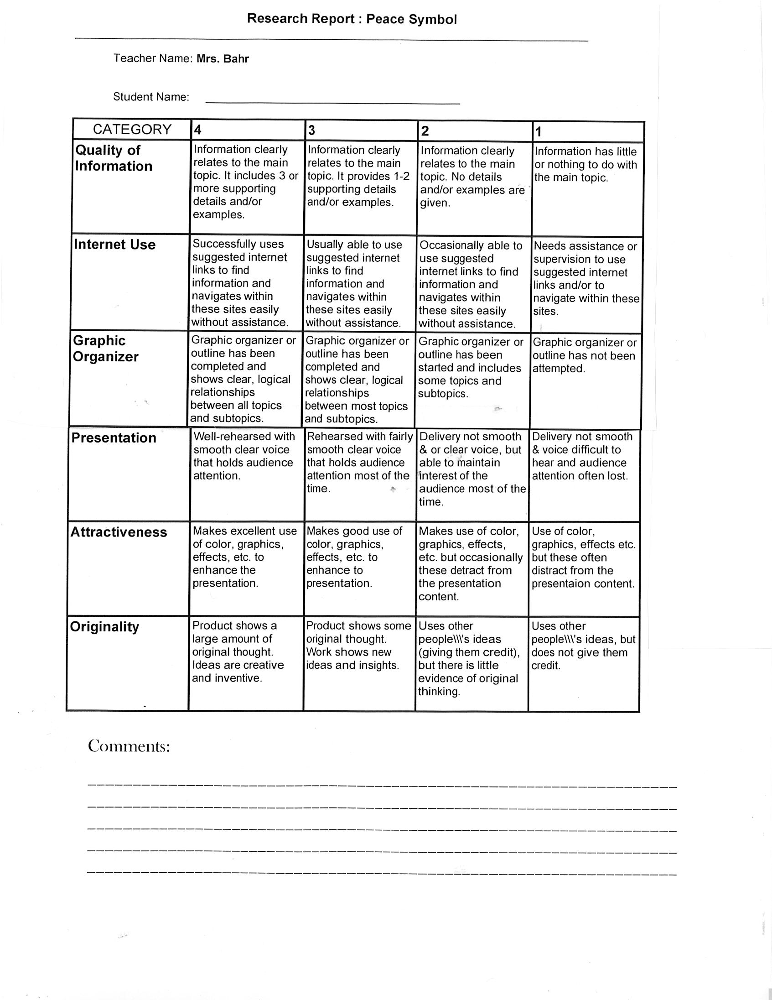 Research Report : Peace Symbol
Teacher Name: Mrs. Bahr
Student Name:
CATEGORY 4 3 2 1
Quality of
Information
Information clearly
relates to the main
topic. It includes 3 or
more supporting
details and/or
examples.
Information clearly
relates to the main
topic. It provides 1-2
supporting details
and/or examples.
Information clearly
relates to the main
topic. No details
and/or examples are
given.
Information has little
or nothing to do with
the main topic.
Internet Use
Successfully uses
suggested internet
links to find
information and
navigates within
these sites easily
without assistance.
Usually able to use
suggested internet
links to find
information and
navigates within
these sites easily
without assistance.
Occasionally able to
use suggested
internet links to find
information and
navigates within
these sites easily
without assistance.
Needs assistance or
supervision to use
suggested internet
links and/or to
navigate within these
sites.
Graphic
Organizer
Graphic organizer or
outline has been
completed and
shows clear, logical
relationships
between all topics
and subtopics.
Graphic organizer or
outline has been
completed and
shows clear, logical
relationships
between most topics
and subtopics.
Graphic organizer or
outline has been
started and includes
some topics and
subtopics.
Graphic organizer or
outline has not been
attempted.
Presentation
Well-rehearsed with
smooth clear voice
that holds audience
attention.
Rehearsed with fairly
smooth clear voice
that holds audience
attention most of the
time.
Delivery not smooth
& or clear voice, but
able to maintain
interest of the
audience most of the
time.
Delivery not smooth
& voice difficult to
hear and audience
attention often lost.
Attractiveness
Makes excellent use
of color, graphics,
effects, etc. to
enhance the
presentation.
Makes good use of
color, graphics,
effects, etc. to
enhance to
presentation.
Makes use of color,
graphics, effects,
etc. but occasionally
these detract from
the presentation
content.
Use of color,
graphics, effects etc.
but these often
distract from the
presentaion content.
Originality
Product shows a
large amount of
original thought.
Ideas are creative
and inventive.
Product shows some
original thought.
Work shows new
ideas and insights.
Uses other
people\\\'s ideas
(giving them credit),
but there is little
evidence of original
thinking.
Uses other
people\\\'s ideas, but
does not give them
credit.
Comments: